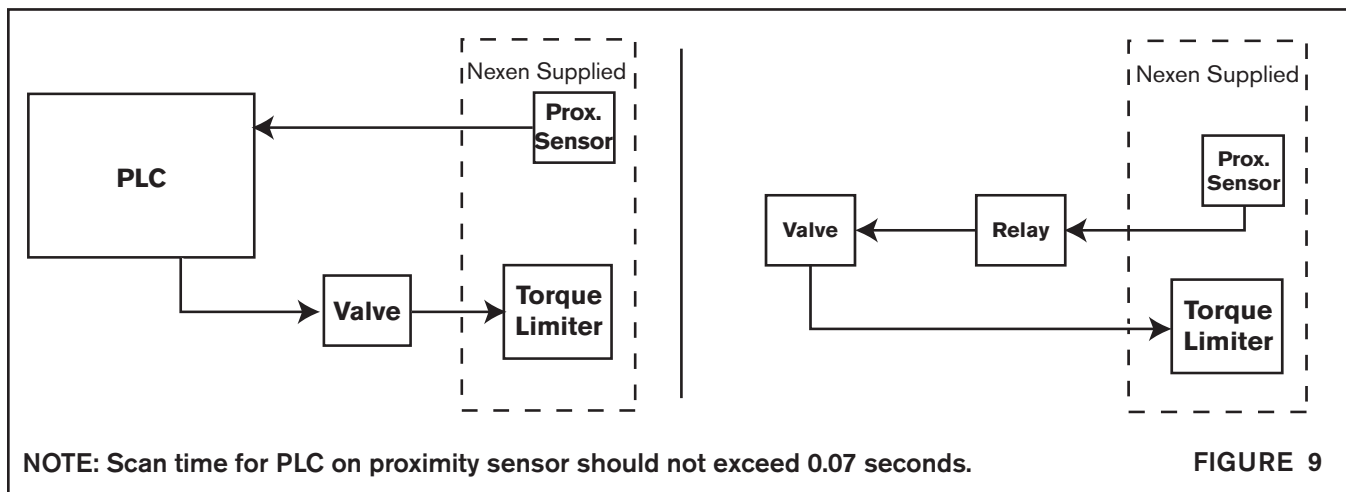 Nexen Supplied
Prox.
Sensor
PLC
Valve
Torque
Limiter
Nexen Supplied
Prox.
Sensor
Valve
Relay
Torque
Limiter
NOTE: Scan time for PLC on proximity sensor should not exceed 0.07 seconds.
FIGURE 9